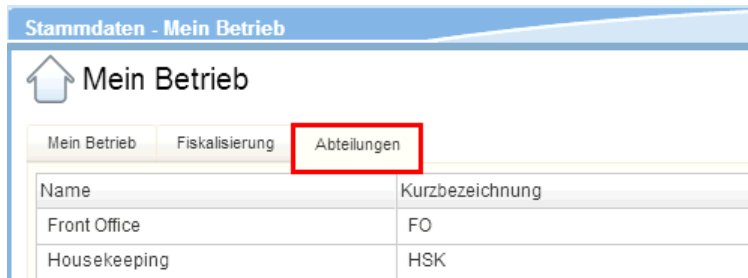 Stammdaten - Mein Betrieb
Mein Betrieb
Mein Betrieb Fiskalisierung Abteilungen
Name Kurzbezeichnung
Front Office FO
Housekeeping HSK